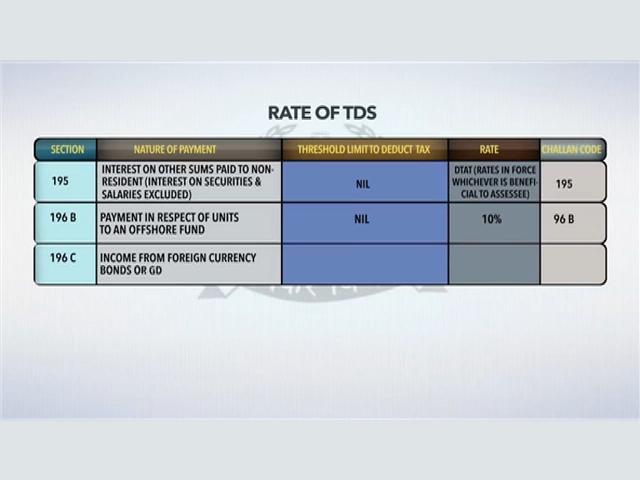 RATE OF TDS
SECTION NATURE OF PAYMENT THRESHOLD LIMIT TO DEDUCT TAX RATE CHALLAN CODE
195 INTEREST ON OTHER SUMS PAID TO NON-
RESIDENT (INTEREST ON SECURITIES &
SALARIES EXCLUDED) NIL DTAT (RATES IN FORCE
WHICHEVER IS BENEFI-
CIAL TO ASSESSEE) 195
196 B PAYMENT IN RESPECT OF UNITS
TO AN OFFSHORE FUND NIL 10% 96 B
196 C INCOME FROM FOREIGN CURRENCY
BONDS OR GD